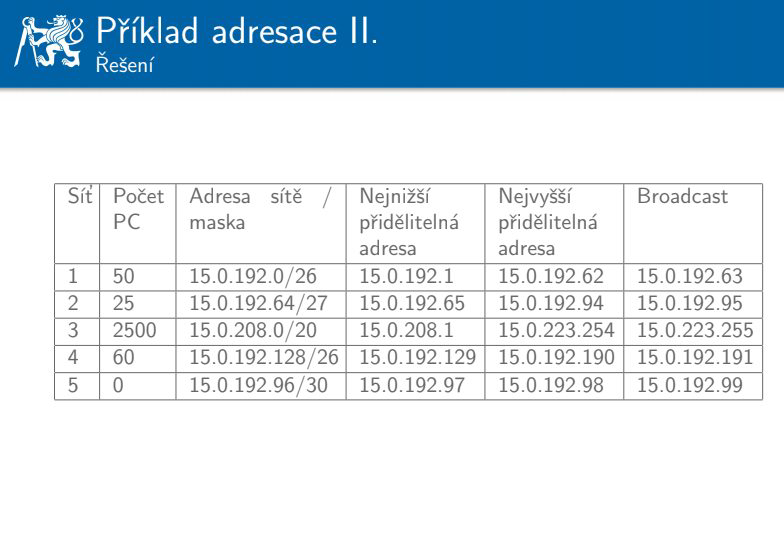 Příklad adresace II.
Řešení
Síť Počet PC Adresa sítě / maska Nejnižší přidělitelná adresa Nejvyšší přidělitelná adresa Broadcast
1 50 15.0.192.0/26 15.0.192.1 15.0.192.62 15.0.192.63
2 25 15.0.192.64/27 15.0.192.65 15.0.192.94 15.0.192.95
3 2500 15.0.208.0/20 15.0.208.1 15.0.223.254 15.0.223.255
4 60 15.0.192.128/26 15.0.192.129 15.0.192.190 15.0.192.191
5 0 15.0.192.96/30 15.0.192.97 15.0.192.98 15.0.192.99